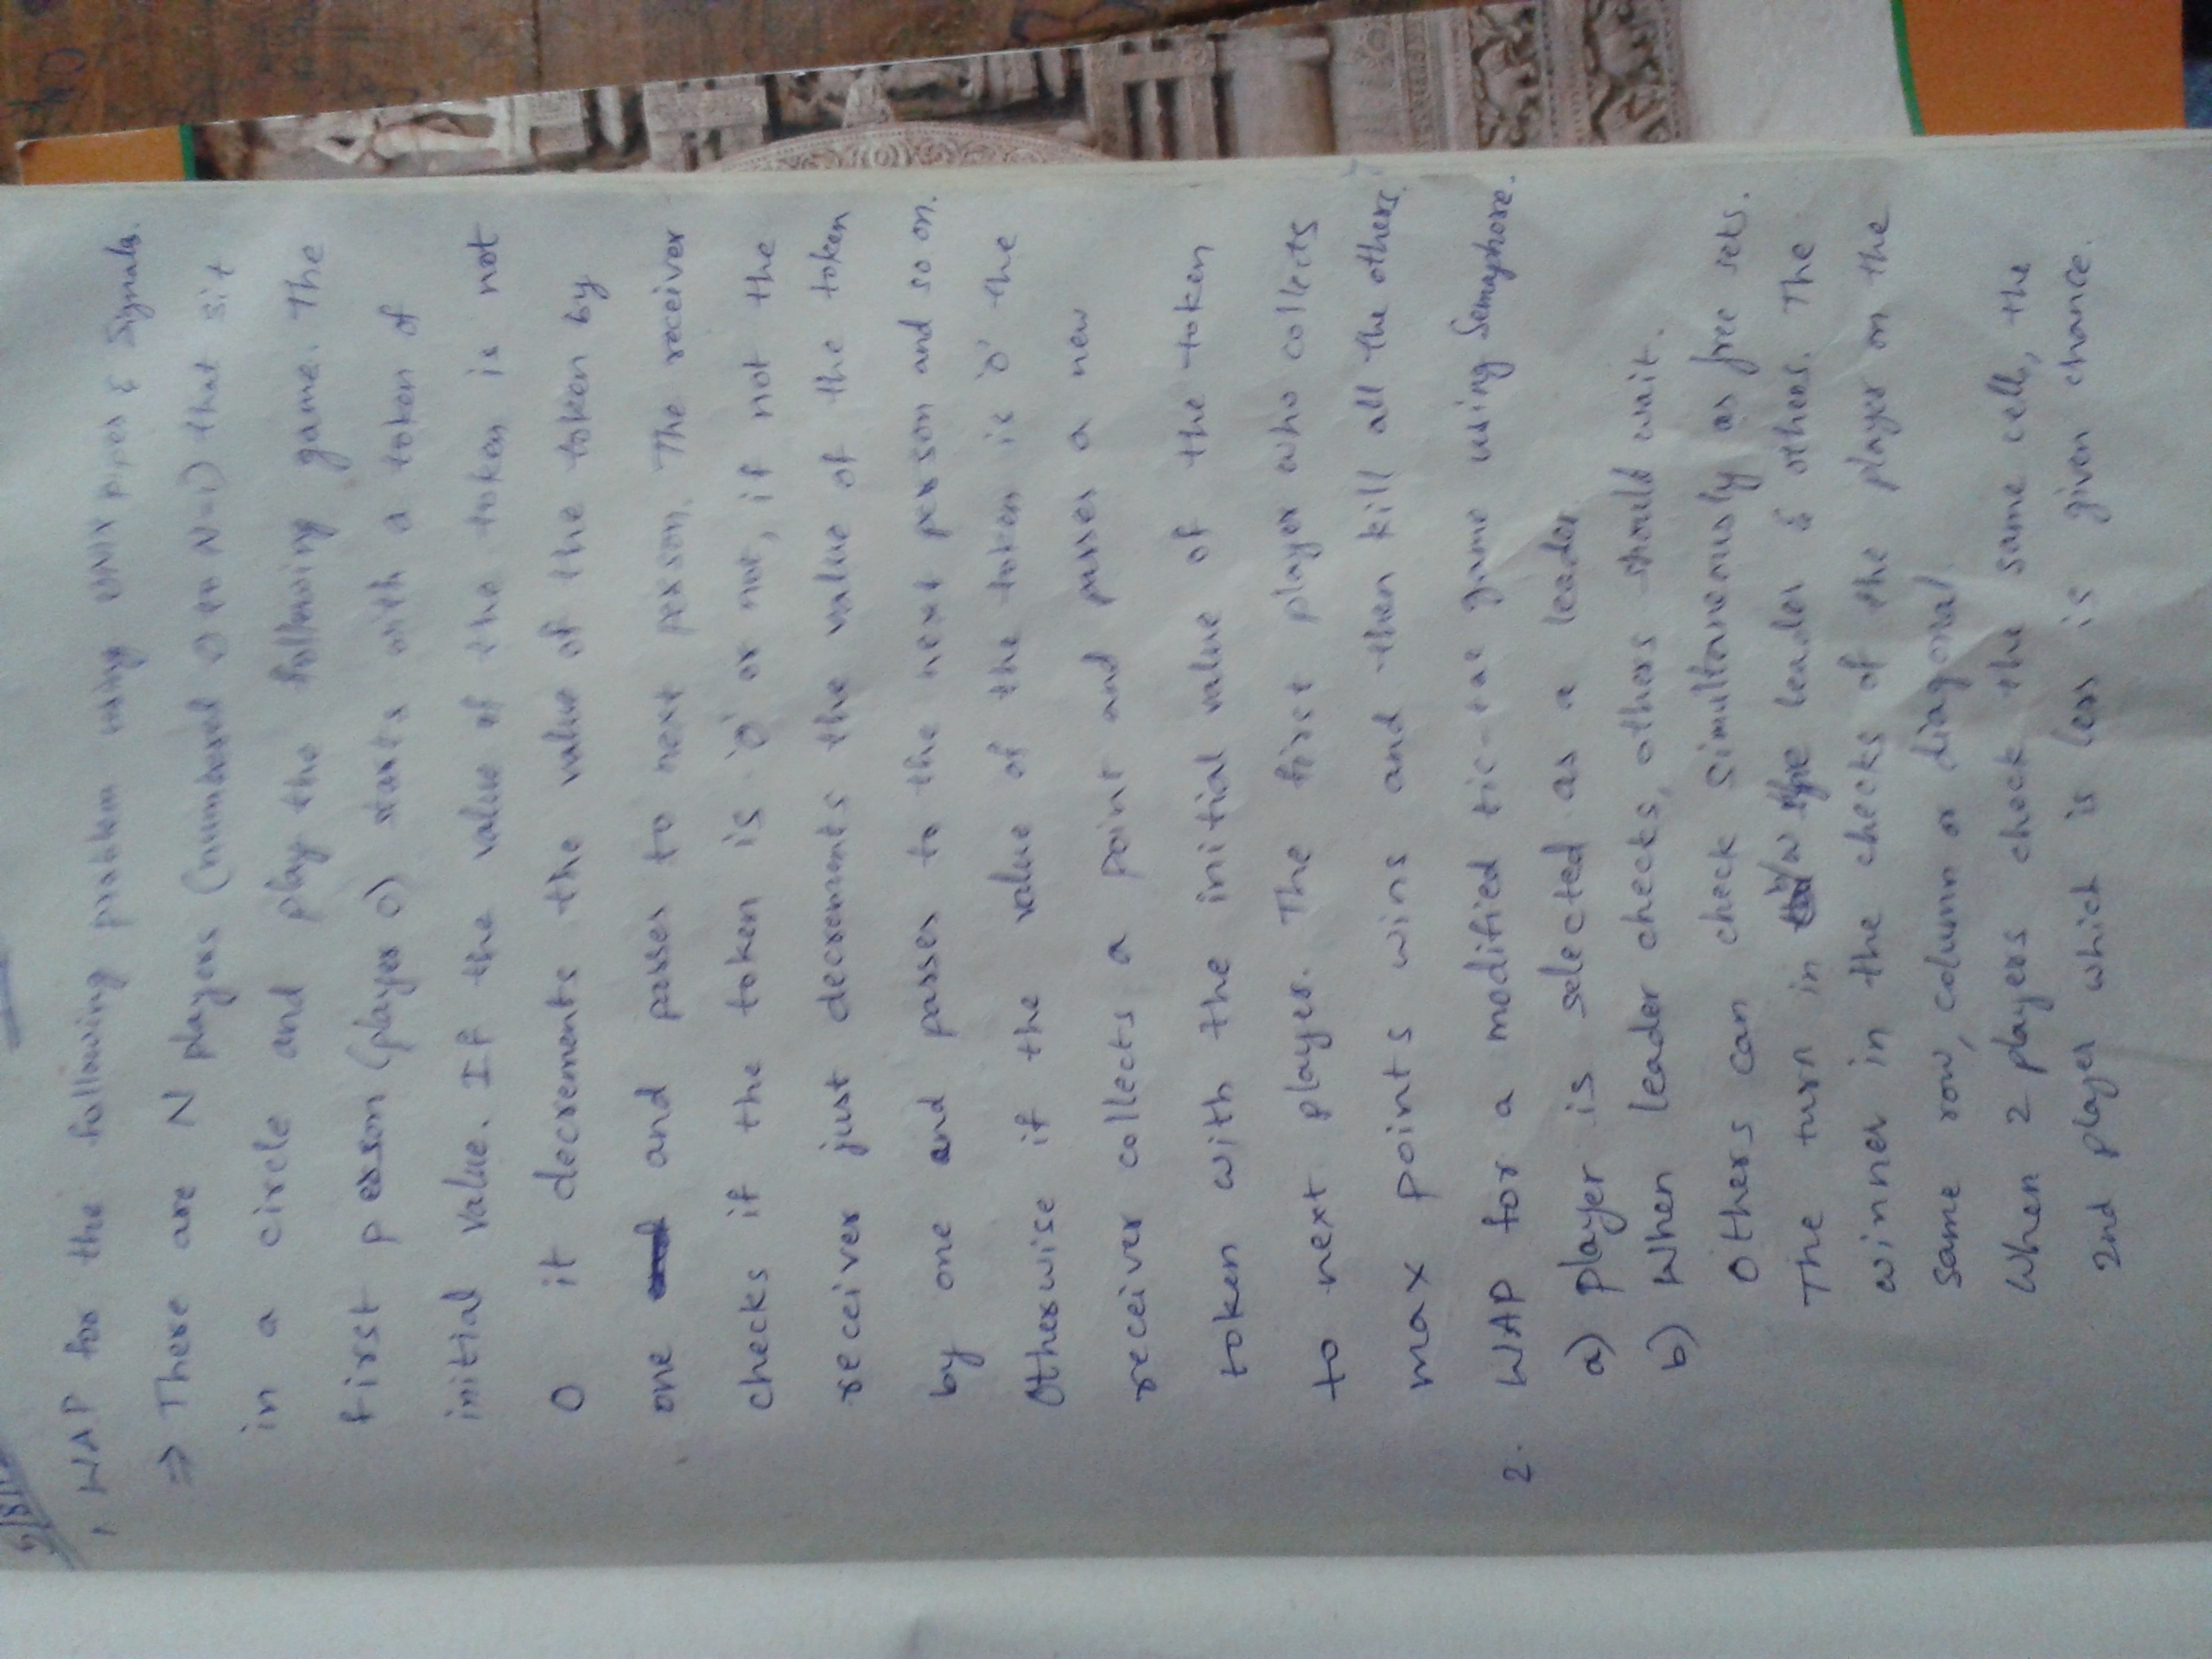 5/8/1
1. WAP for the following problem using UNIX pipes & Signals.
⇒ There are N players (numbered 0 to N-1) that sit
in a circle and play the following game. The
first person (player 0) starts with a token of
initial value. If the value of the token is not
0 it decrements the value of the token by
one and passes to next person. The receiver
checks if the token is '0' or not, if not the
receiver just decrements the value of the token
by one and passes to the next person and so on.
Otherwise if the value of the token is '0' the
receiver collects a point and passes a new
token with the initial value of the token
to next player. The first player who collects
max points wins and then kill all the others.
2. WAP for a modified tic-tac game using Semaphore.
a) player is selected as a leader
b) When leader checks, others should wait.
others can check simultaneously as free sets.
The turn in b/w the leader & others. The
winner in the checks of the player on the
same row, column or diagonal.
When 2 players check the same cell, the
2nd player which is less is given chance.